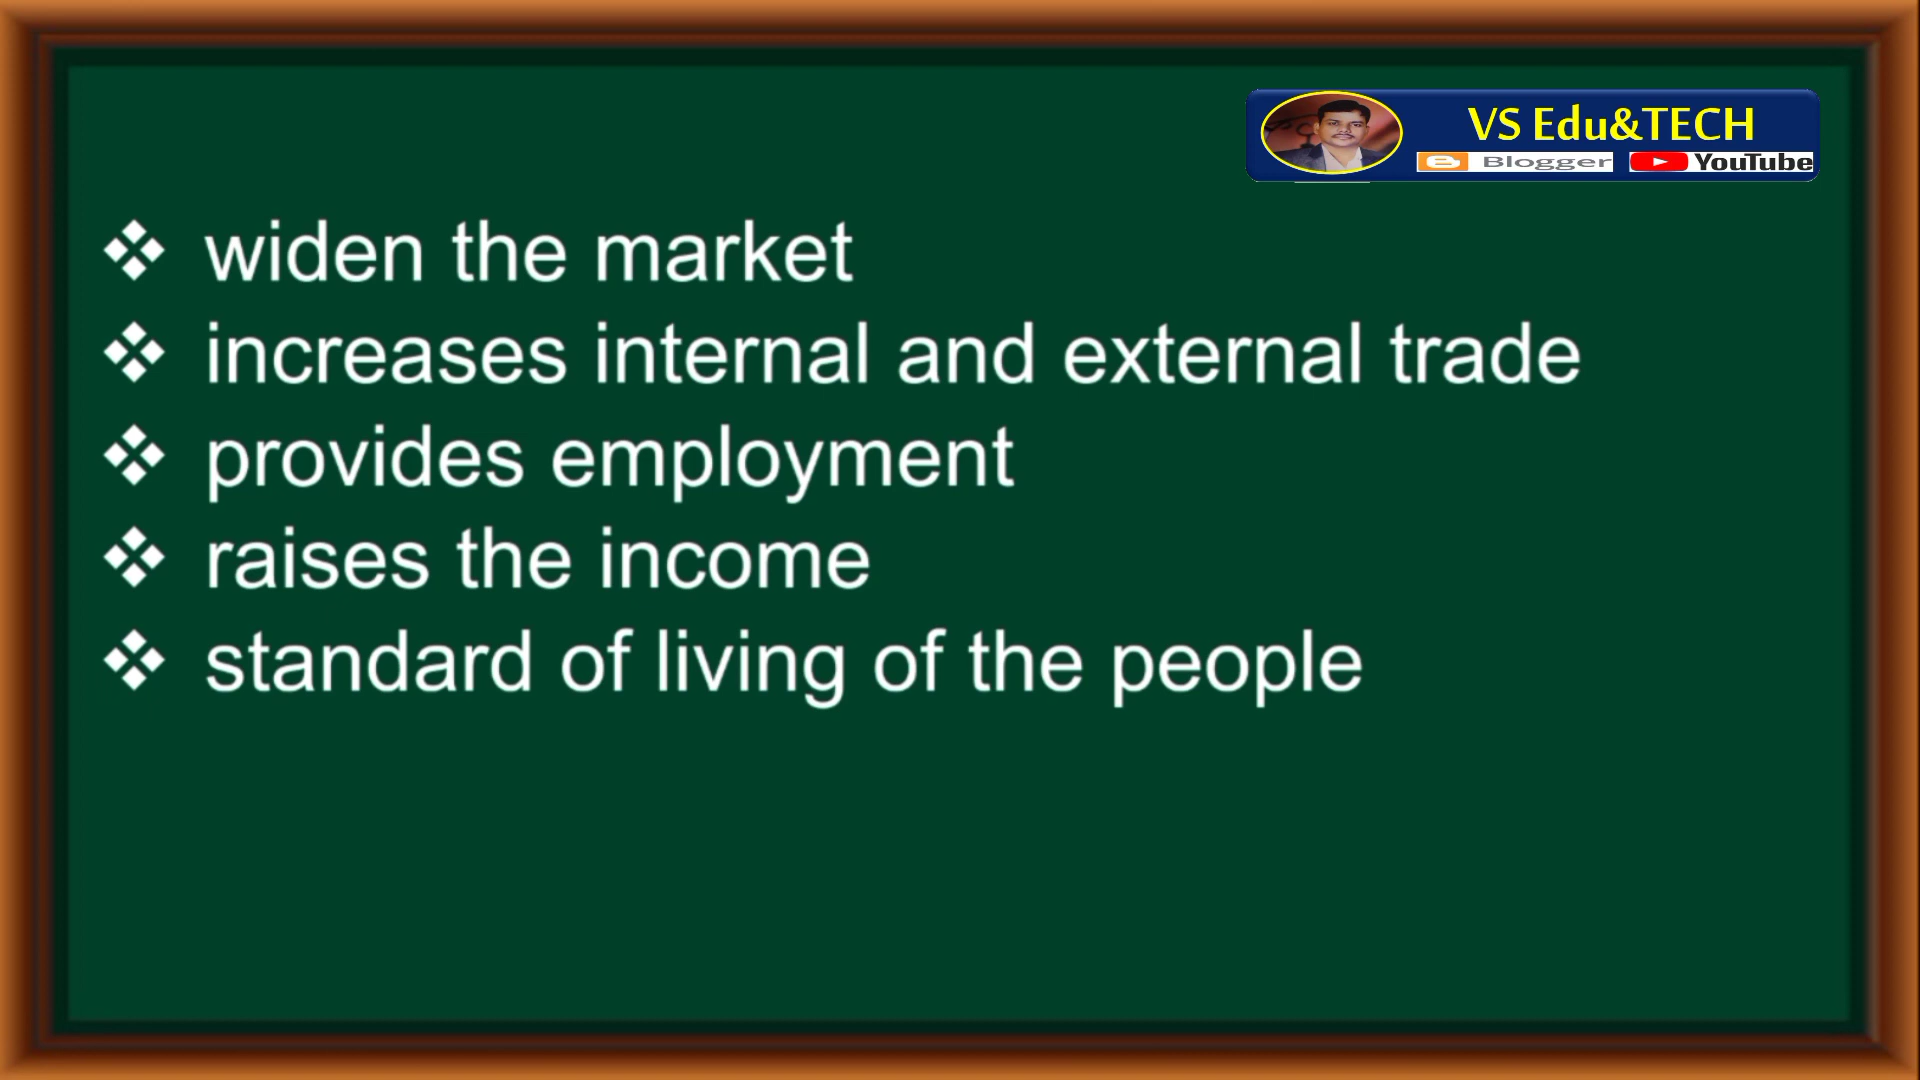 VS Edu&TECH
Blogger YouTube
widen the market
increases internal and external trade
provides employment
raises the income
standard of living of the people